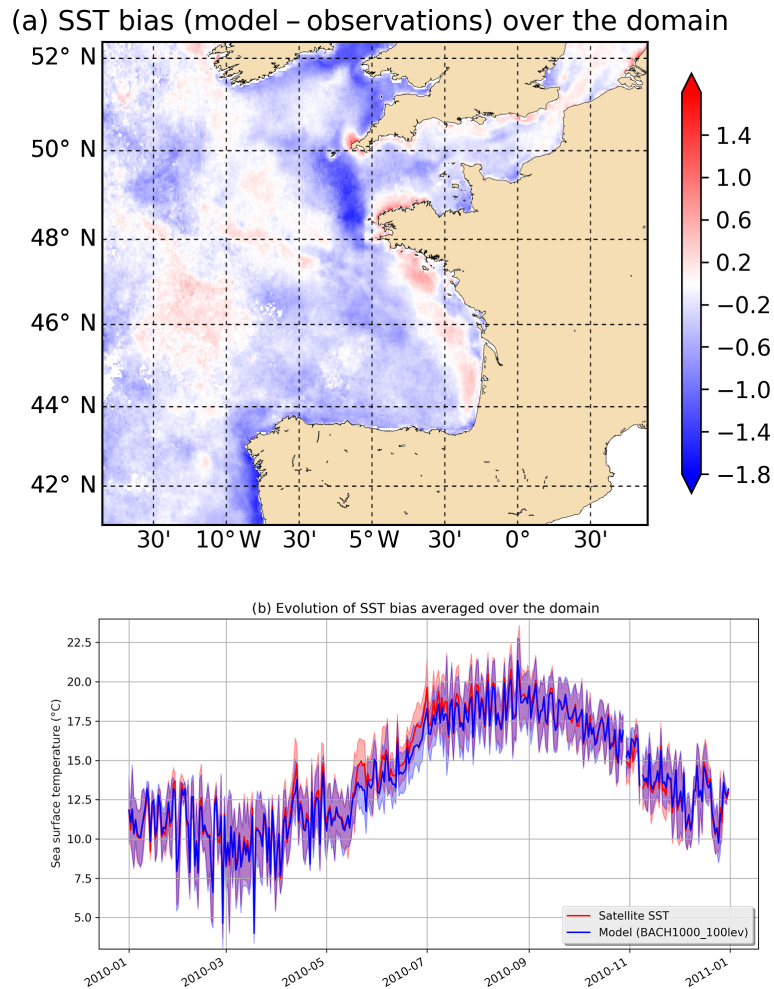 (a) SST bias (model – observations) over the domain
52° N
50° N
48° N
46° N
44° N
42° N
30' 10° W 30' 5° W 30' 0° 30'
1.4
1.0
0.6
0.2
−0.2
−0.6
−1.0
−1.4
−1.8
(b) Evolution of SST bias averaged over the domain
Sea surface temperature (°C)
22.5
20.0
17.5
15.0
12.5
10.0
7.5
5.0
Satellite SST
Model (BACH1000_100lev)
2010-01 2010-03 2010-05 2010-07 2010-09 2010-11 2011-01